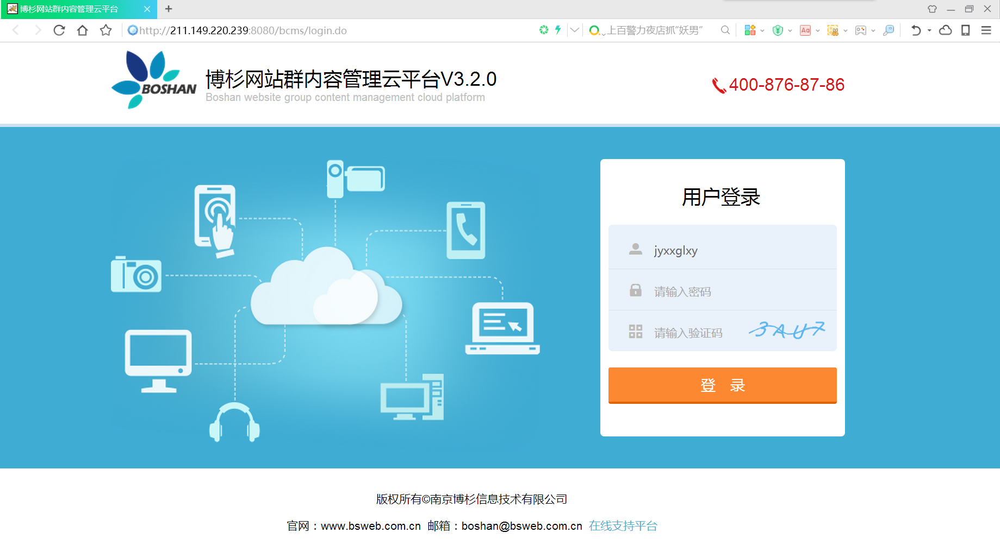 博杉网站群内容管理云平台
http://211.149.220.239:8080/bcms/login.do
上百警力夜店抓“妖男”
Aa
BOSHAN
博杉网站群内容管理云平台V3.2.0
Boshan website group content management cloud platform
400-876-87-86
用户登录
jyxxglxy
请输入密码
请输入验证码
3AU7
登 录
版权所有©南京博杉信息技术有限公司
官网：www.bsweb.com.cn 邮箱：boshan@bsweb.com.cn 在线支持平台